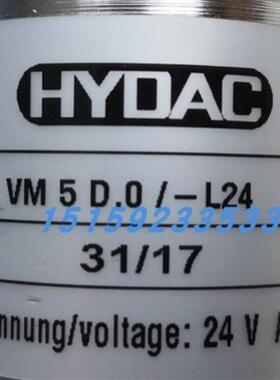 HYDAC
VM 5 D.0 /-L24
15159233533
31/17
nnung/voltage: 24 V